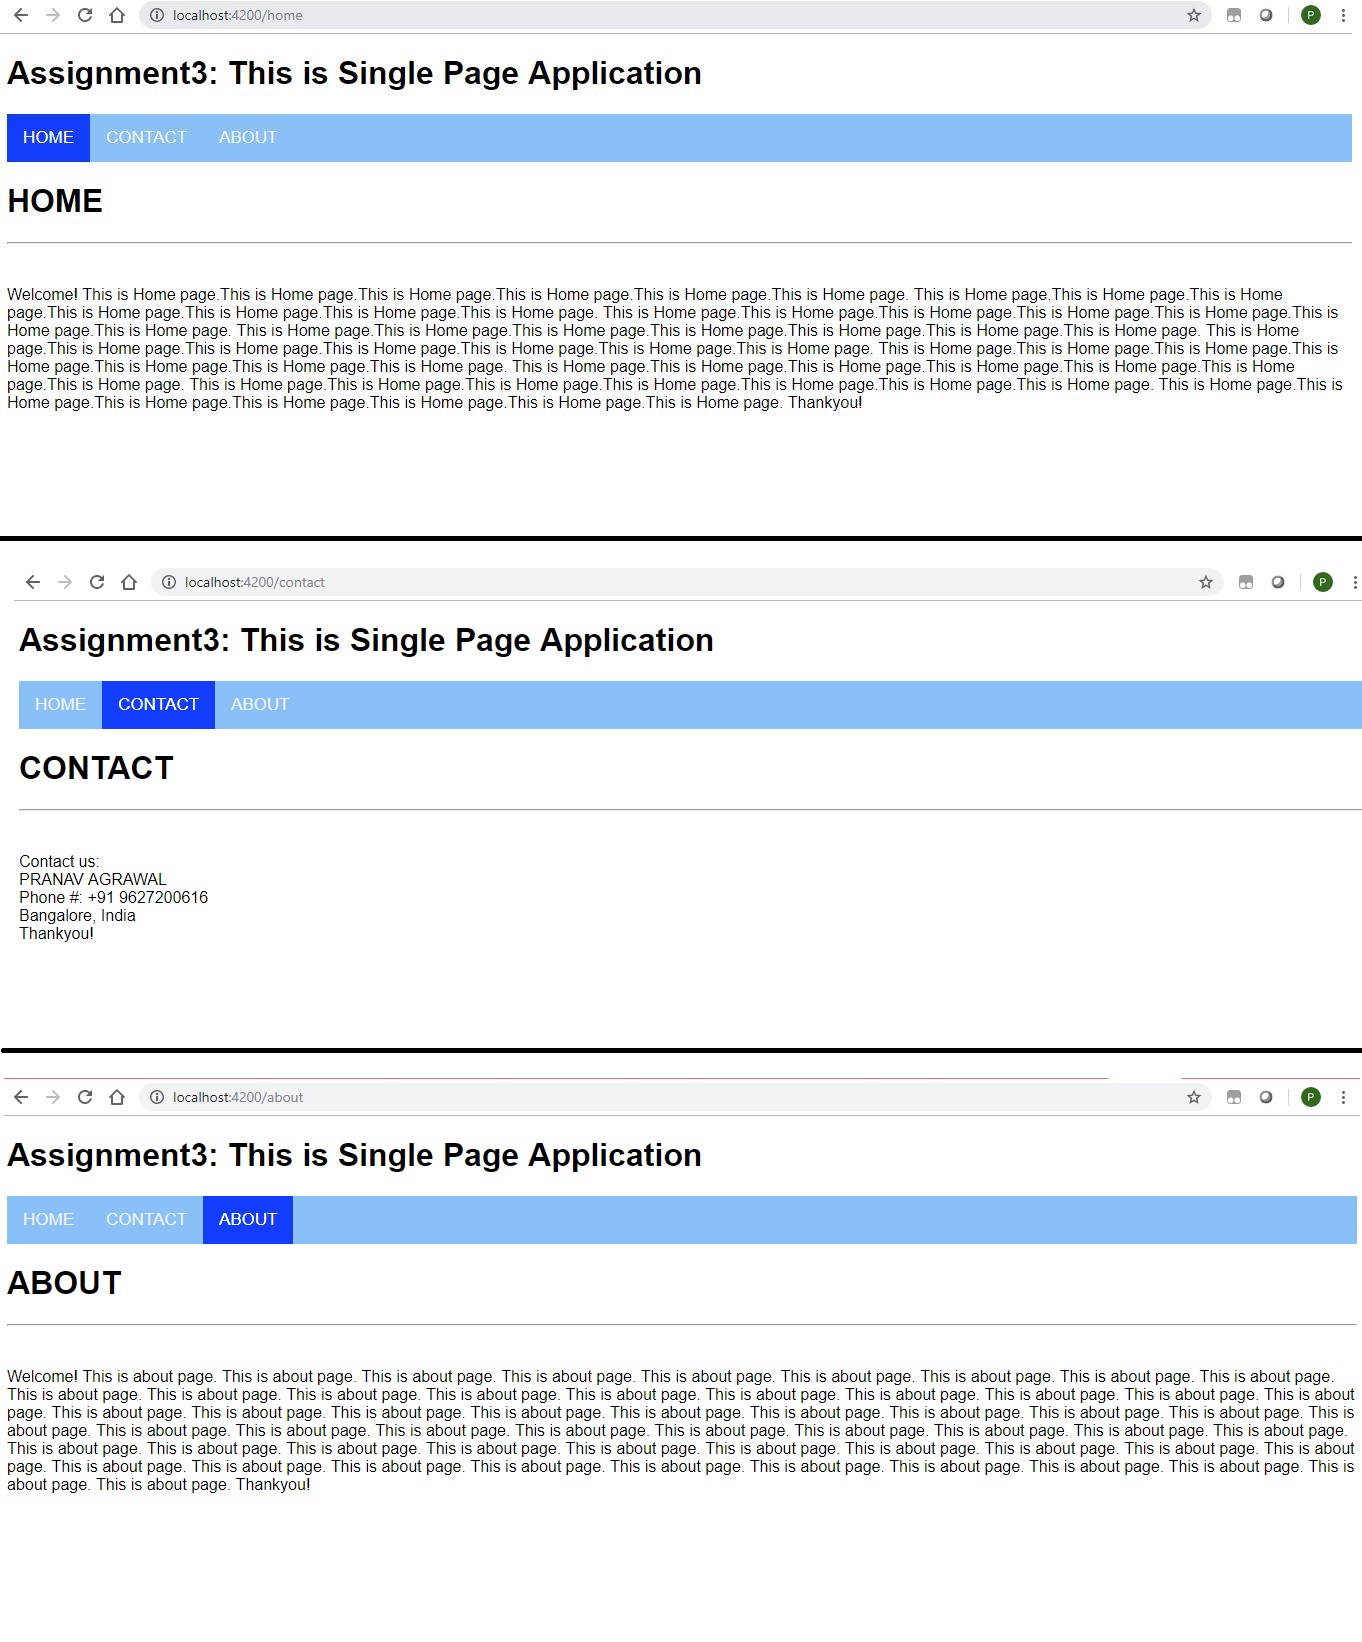 localhost:4200/home
P
Assignment3: This is Single Page Application
HOME CONTACT ABOUT
HOME
Welcome! This is Home page.This is Home page.This is Home page.This is Home page.This is Home page.This is Home page. This is Home page.This is Home page.This is Home
page.This is Home page.This is Home page.This is Home page.This is Home page. This is Home page.This is Home page.This is Home page.This is Home page.This is Home page.This is
Home page.This is Home page. This is Home page.This is Home page.This is Home page.This is Home page.This is Home page.This is Home page.This is Home page. This is Home
page.This is Home page.This is Home page.This is Home page.This is Home page.This is Home page.This is Home page. This is Home page.This is Home page.This is Home page.This is
Home page.This is Home page.This is Home page.This is Home page. This is Home page.This is Home page.This is Home page.This is Home page.This is Home page.This is Home
page.This is Home page. This is Home page.This is Home page.This is Home page.This is Home page.This is Home page.This is Home page.This is Home page. This is Home page.This is
Home page.This is Home page.This is Home page.This is Home page.This is Home page.This is Home page. Thankyou!
localhost:4200/contact
P
Assignment3: This is Single Page Application
HOME CONTACT ABOUT
CONTACT
Contact us:
PRANAV AGRAWAL
Phone #: +91 9627200616
Bangalore, India
Thankyou!
localhost:4200/about
P
Assignment3: This is Single Page Application
HOME CONTACT ABOUT
ABOUT
Welcome! This is about page. This is about page. This is about page. This is about page. This is about page. This is about page. This is about page. This is about page. This is about page.
This is about page. This is about page. This is about page. This is about page. This is about page. This is about page. This is about page. This is about page. This is about page. This is about
page. This is about page. This is about page. This is about page. This is about page. This is about page. This is about page. This is about page. This is about page. This is about page. This is
about page. This is about page. This is about page. This is about page. This is about page. This is about page. This is about page. This is about page. This is about page. This is about page.
This is about page. This is about page. This is about page. This is about page. This is about page. This is about page. This is about page. This is about page. This is about page. This is about
page. This is about page. This is about page. This is about page. This is about page. This is about page. This is about page. This is about page. This is about page. This is about page. This is
about page. This is about page. Thankyou!